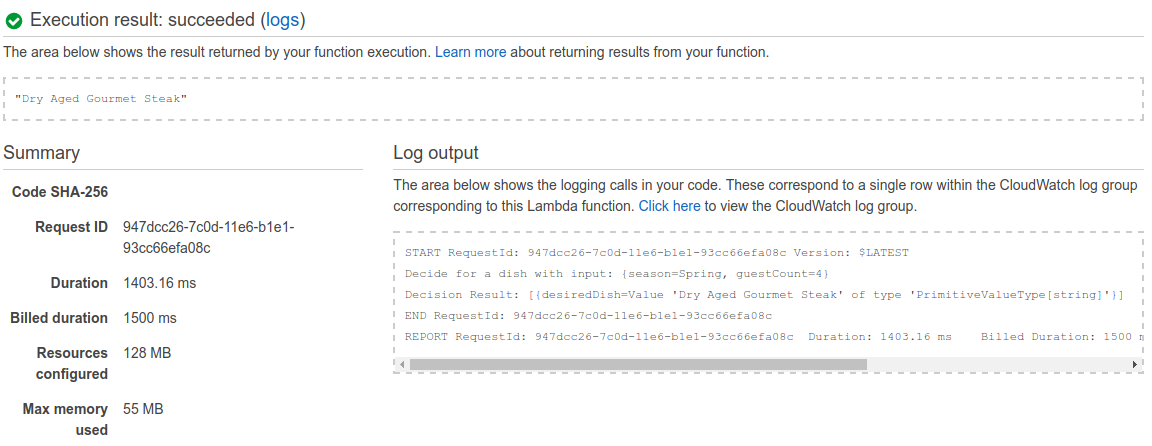 Execution result: succeeded (logs)
The area below shows the result returned by your function execution. Learn more about returning results from your function.
"Dry Aged Gourmet Steak"
Summary
Code SHA-256
Request ID 947dcc26-7c0d-11e6-b1e1-
93cc66efa08c
Duration 1403.16 ms
Billed duration 1500 ms
Resources 128 MB
configured
Max memory 55 MB
used
Log output
The area below shows the logging calls in your code. These correspond to a single row within the CloudWatch log group
corresponding to this Lambda function. Click here to view the CloudWatch log group.
START RequestId: 947dcc26-7c0d-11e6-b1e1-93cc66efa08c Version: $LATEST
Decide for a dish with input: {season=Spring, guestCount=4}
Decision Result: [{desiredDish=Value 'Dry Aged Gourmet Steak' of type 'PrimitiveValueType[string]'}]
END RequestId: 947dcc26-7c0d-11e6-b1e1-93cc66efa08c
REPORT RequestId: 947dcc26-7c0d-11e6-b1e1-93cc66efa08c Duration: 1403.16 ms Billed Duration: 1500